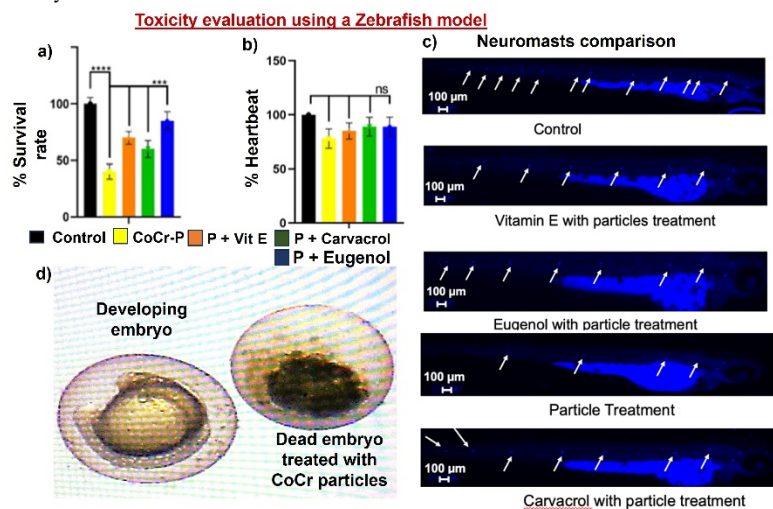 Toxicity evaluation using a Zebrafish model
a)
% Survival
rate
100
50
0
****
***
b)
% Heartbeat
150
100
50
0
ns
Control
CoCr-P
P + Vit E
P + Carvacrol
P + Eugenol
c)
Neuromasts comparison
100 µm
Control
100 µm
Vitamin E with particles treatment
100 µm
Eugenol with particle treatment
100 µm
Particle Treatment
100 µm
Carvacrol with particle treatment
d)
Developing
embryo
Dead embryo
treated with
CoCr particles